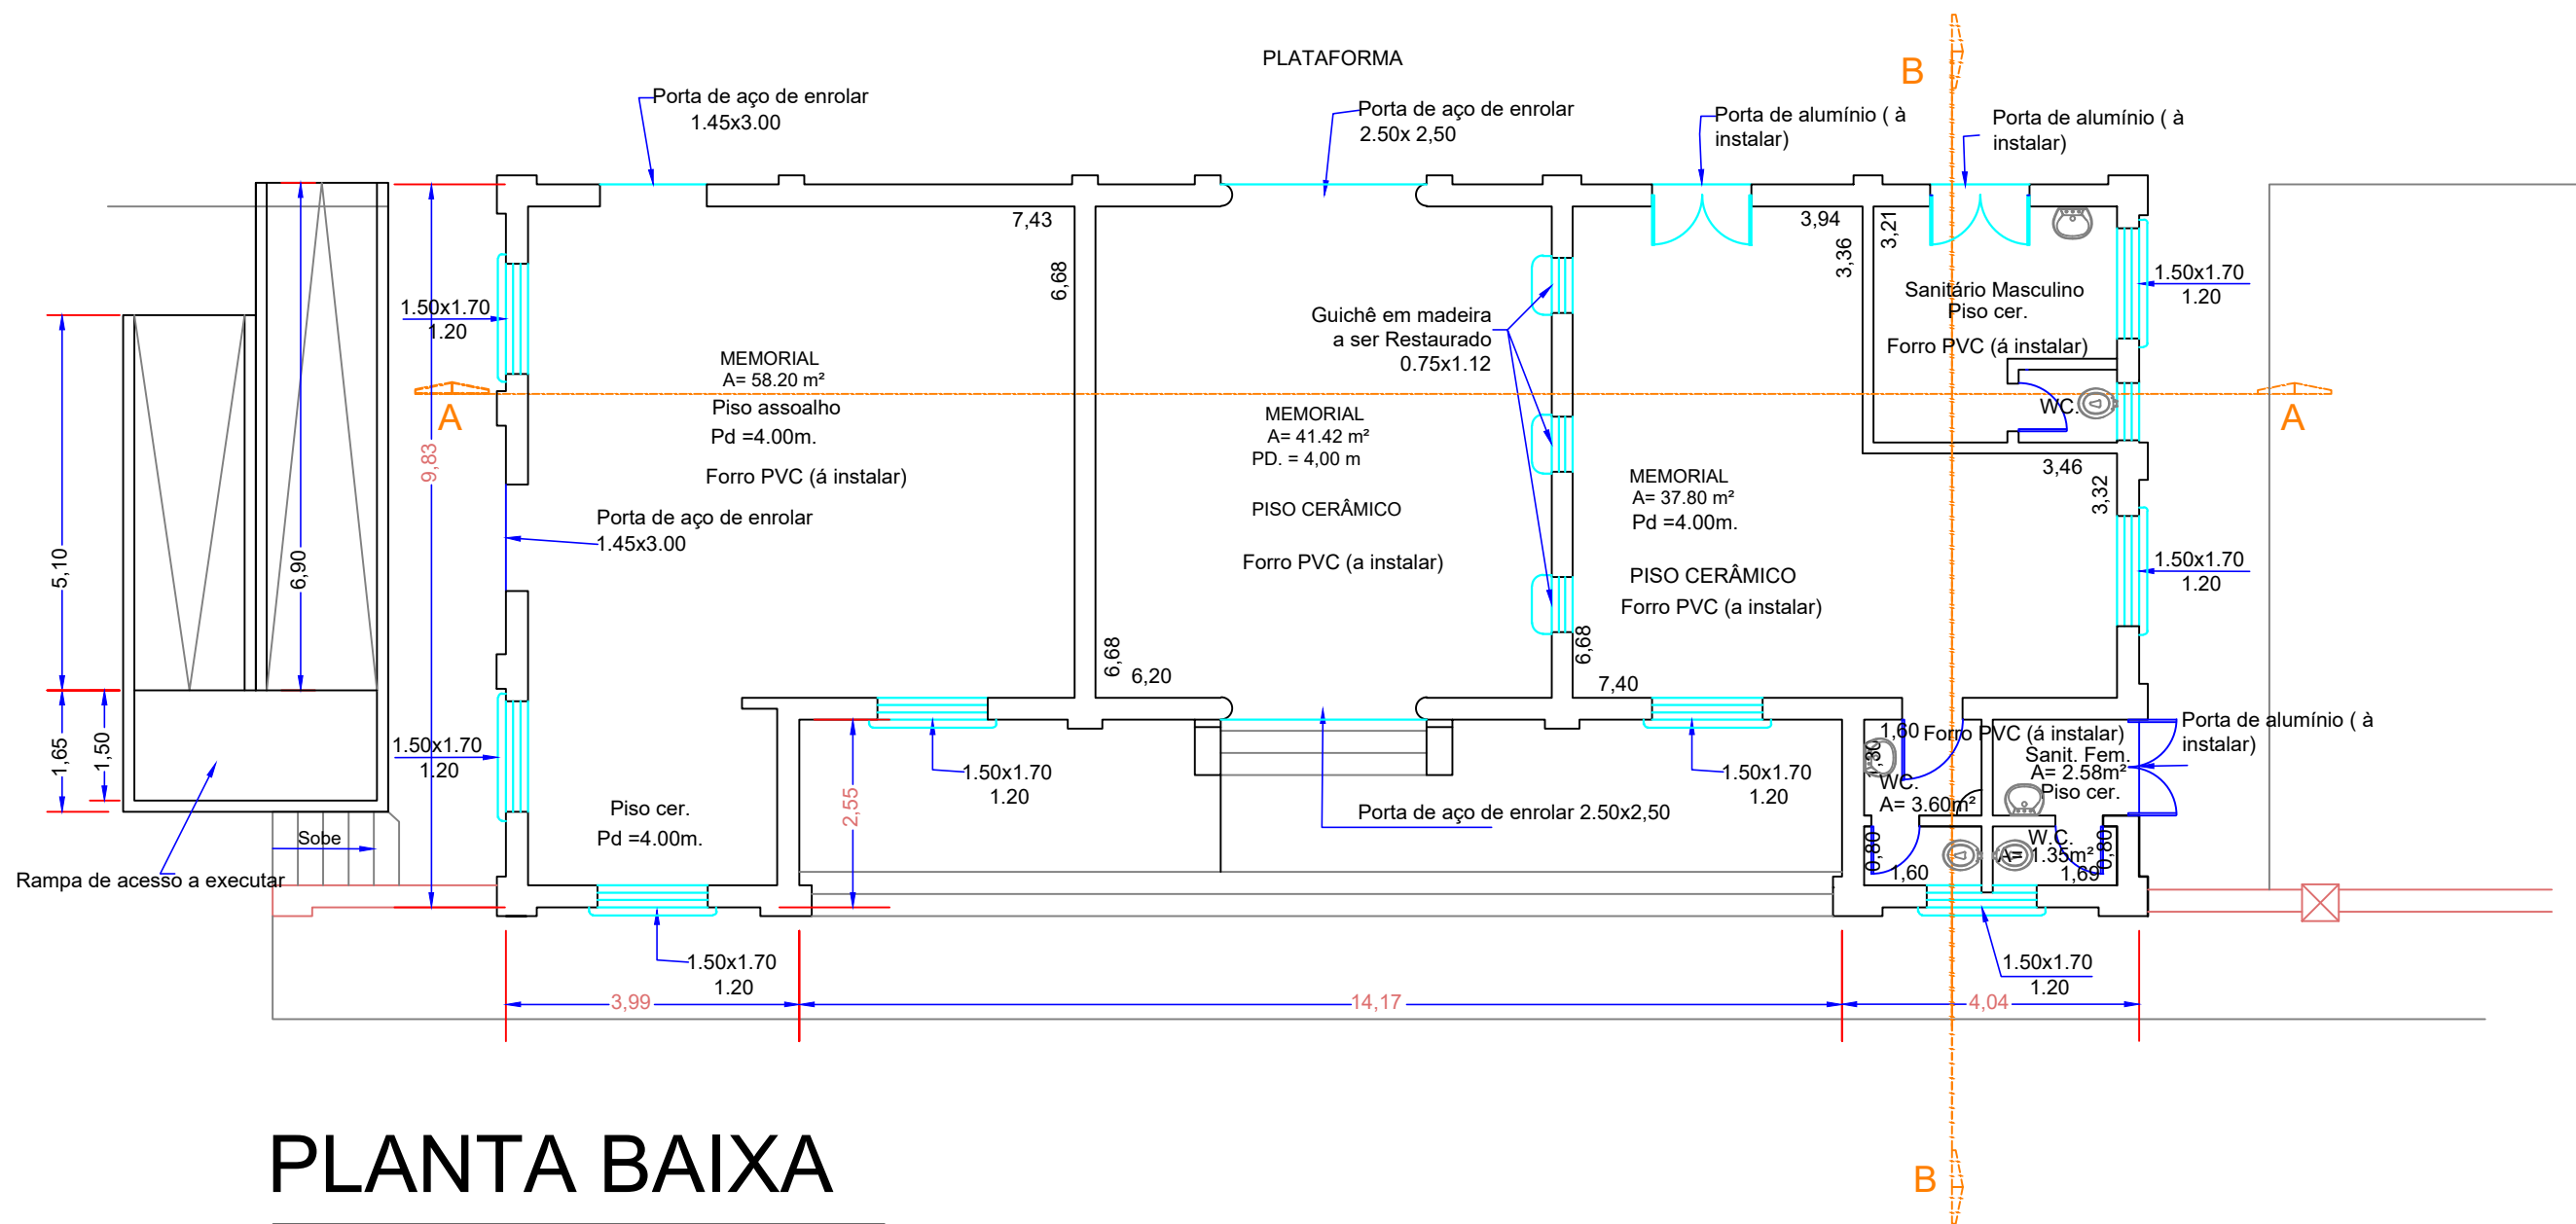 PLATAFORMA
B
Porta de aço de enrolar
1.45x3.00
Porta de aço de enrolar
2.50x 2,50
Porta de alumínio ( à
instalar)
Porta de alumínio ( à
instalar)
7,43
6,68
3,94
3,36
3,21
1.50x1.70
1.20
9,83
A
Guichê em madeira
a ser Restaurado
0.75x1.12
Sanitário Masculino
Piso cer.
Forro PVC (á instalar)
1.50x1.70
1.20
WC.
A
MEMORIAL
A= 58.20 m²
Piso assoalho
Pd =4.00m.
Forro PVC (á instalar)
Porta de aço de enrolar
1.45x3.00
MEMORIAL
A= 41.42 m²
PD. = 4,00 m
PISO CERÂMICO
Forro PVC (a instalar)
MEMORIAL
A= 37.80 m²
Pd =4.00m.
PISO CERÂMICO
Forro PVC (a instalar)
3,46
3,32
1.50x1.70
1.20
5,10
6,90
1,65
1,50
6,68
6,20
6,68
7,40
1.50x1.70
1.20
2,55
1.50x1.70
1.20
1.50x1.70
1.20
Porta de aço de enrolar 2.50x2,50
1,60
Forro PVC (á instalar)
Sanit. Fem.
A= 2.58m²
Piso cer.
Porta de alumínio ( à
instalar)
WC.
A= 3.60m²
W.C.
A= 1.35m²
0,80
0,80
1,60
1,69
Piso cer.
Pd =4.00m.
Sobe
Rampa de acesso a executar
1.50x1.70
1.20
1.50x1.70
1.20
3,99
14,17
4,04
PLANTA BAIXA
B